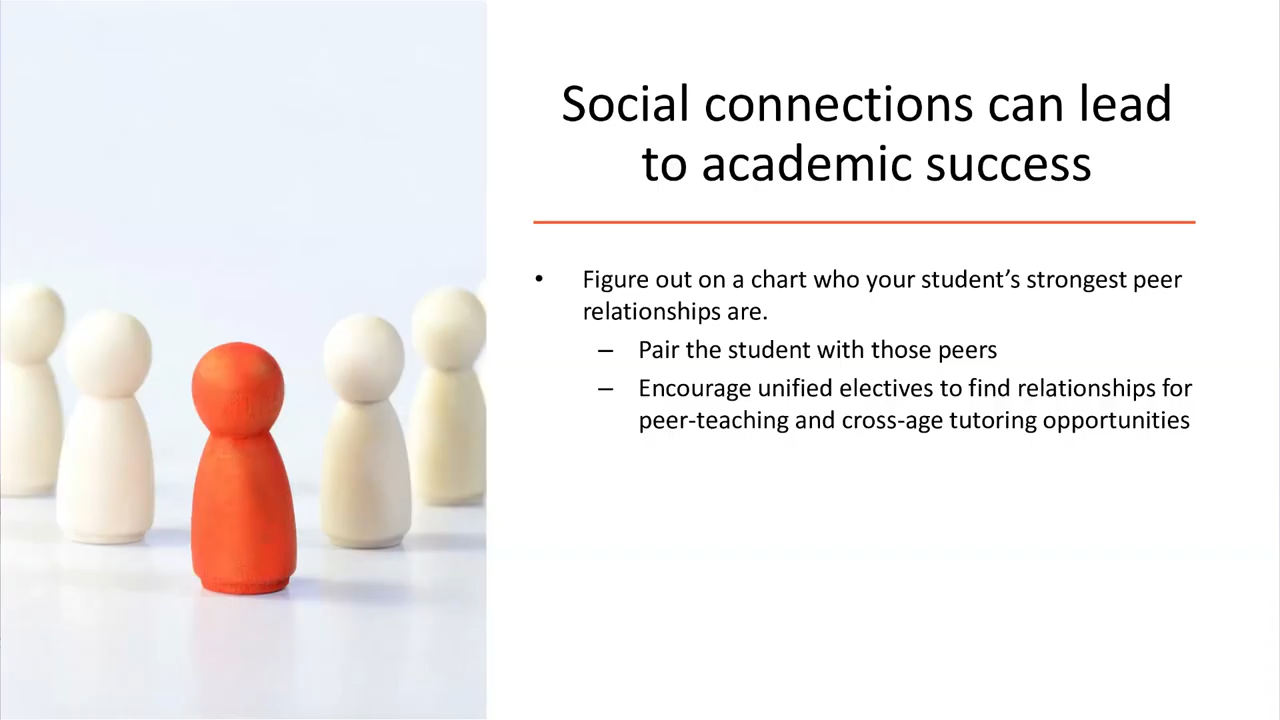 Social connections can lead
to academic success
• Figure out on a chart who your student’s strongest peer
relationships are.
– Pair the student with those peers
– Encourage unified electives to find relationships for
peer-teaching and cross-age tutoring opportunities